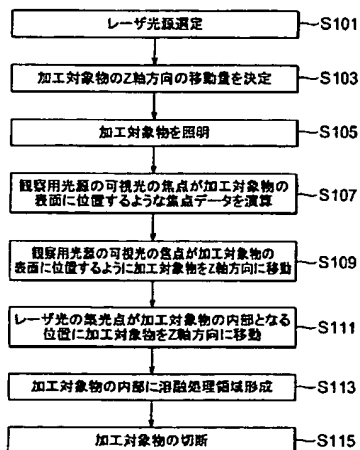 レーザ光源選定
S101
加工対象物のZ軸方向の移動量を決定
S103
加工対象物を照明
S105
観察用光源の可視光の焦点が加工対象物の
表面に位置するような焦点データを演算
S107
観察用光源の可視光の焦点が加工対象物の
表面に位置するように加工対象物をZ軸方向に移動
S109
レーザ光の集光点が加工対象物の内部となる
位置に加工対象物をZ軸方向に移動
S111
加工対象物の内部に溶融処理領域形成
S113
加工対象物の切断
S115